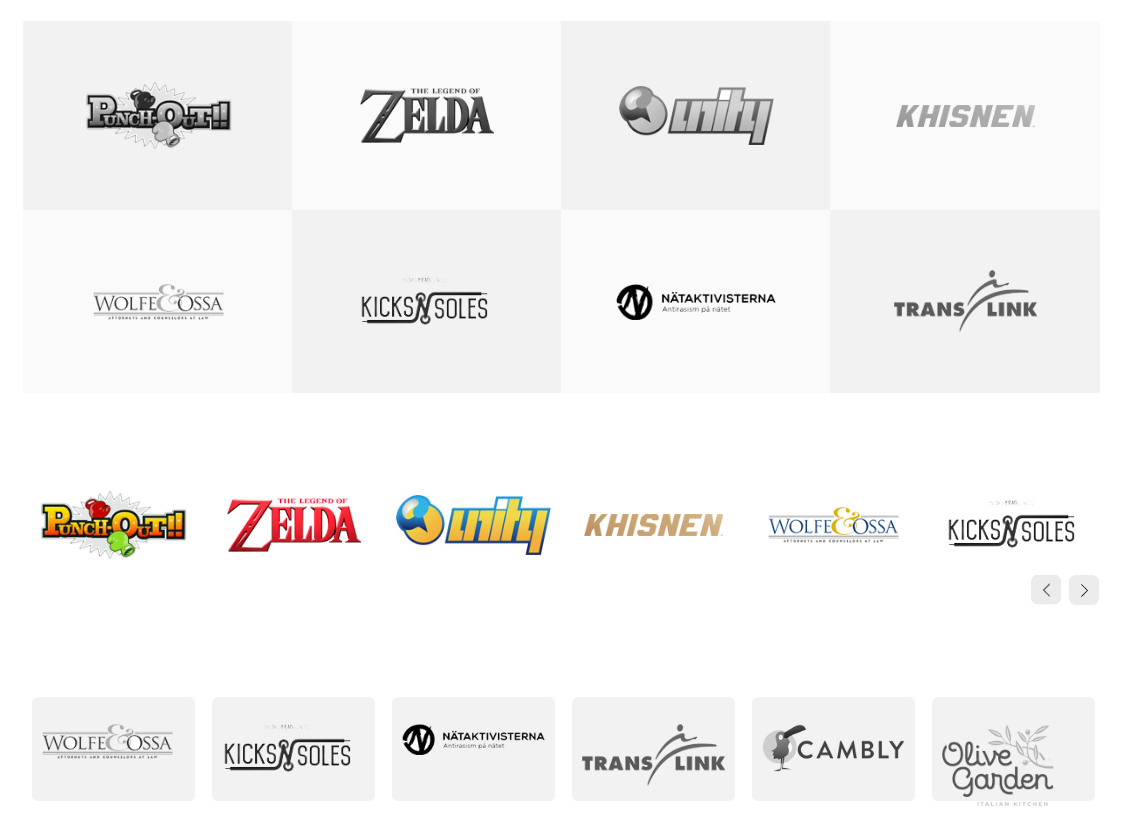 PUNCH-OUT!!
THE LEGEND OF
ZELDA
unity
KHISNEN
WOLFE&OSSA
ATTORNEYS AND COUNSELORS AT LAW
KICKS N SOLES
NÄTAKTIVISTERNA
Antirasism på nätet
TRANS LINK
PUNCH-OUT!!
THE LEGEND OF
ZELDA
unity
KHISNEN
WOLFE&OSSA
ATTORNEYS AND COUNSELORS AT LAW
KICKS N SOLES
WOLFE&OSSA
ATTORNEYS AND COUNSELORS AT LAW
KICKS N SOLES
NÄTAKTIVISTERNA
Antirasism på nätet
TRANS LINK
CAMBLY
Olive
Garden
ITALIAN KITCHEN